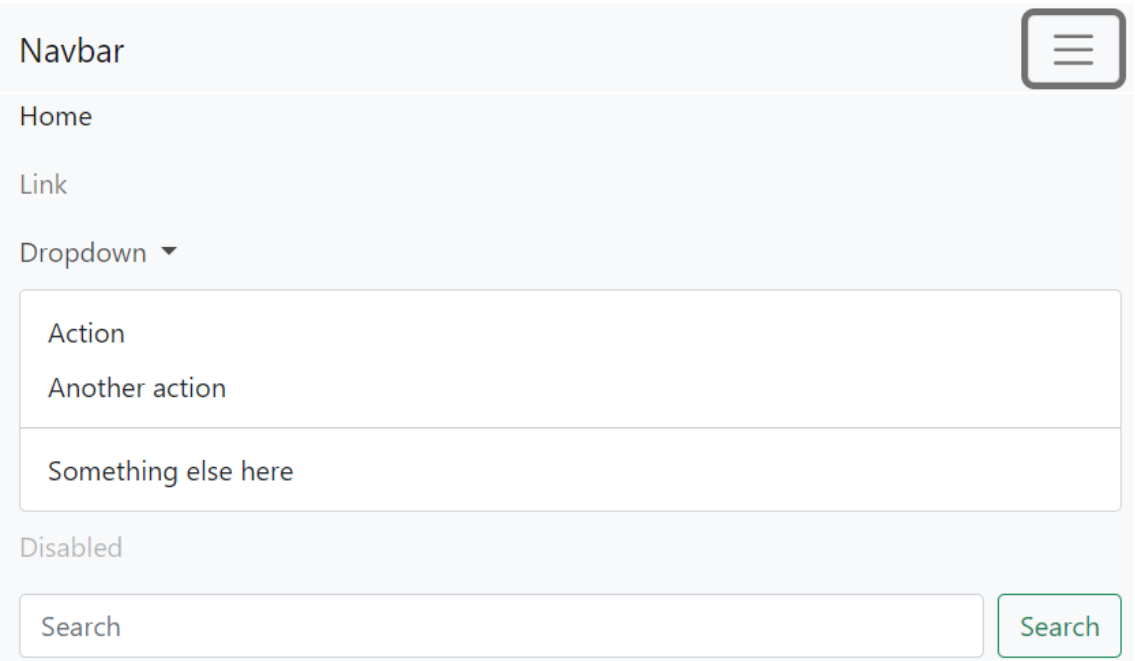 Navbar
Home
Link
Dropdown
Action
Another action
Something else here
Disabled
Search Search